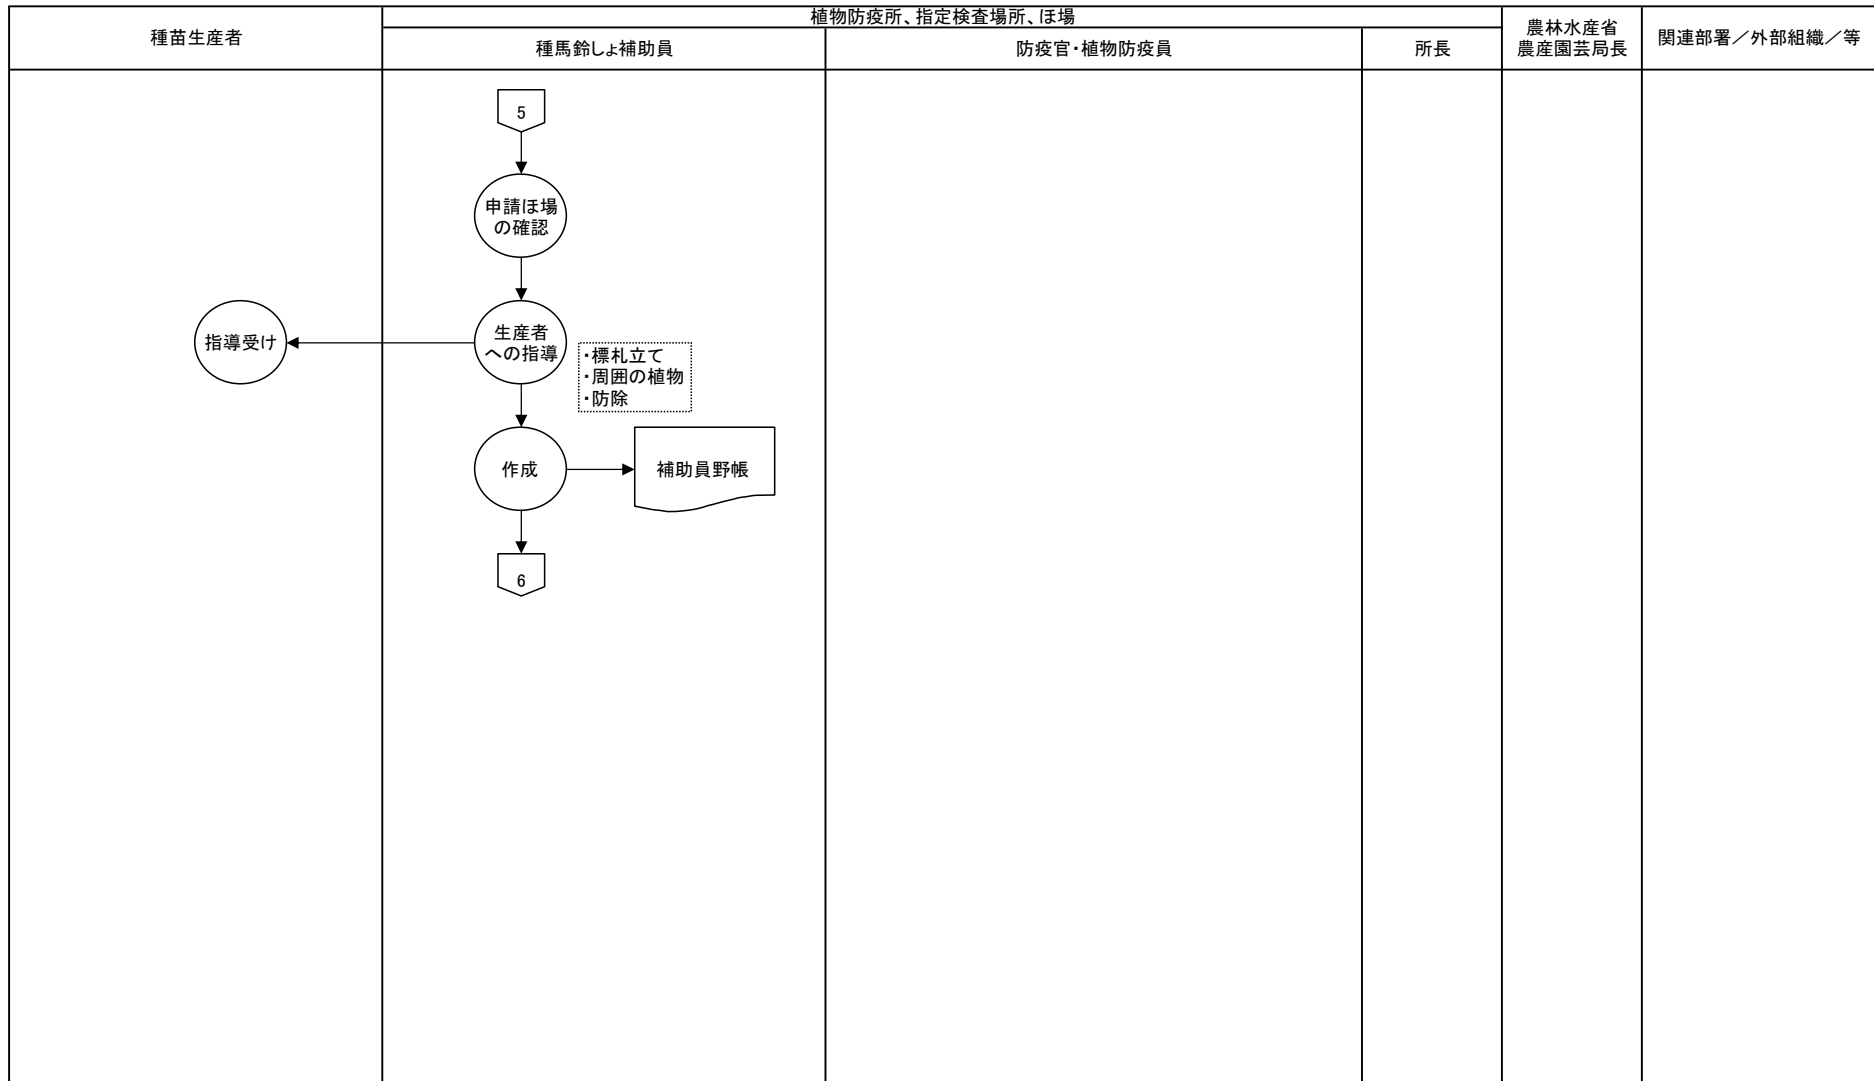 種苗生産者
植物防疫所、指定検査場所、ほ場
種馬鈴しょ補助員
防疫官・植物防疫員
所長
農林水産省
農産園芸局長
関連部署／外部組織／等
5
申請ほ場
の確認
指導受け
生産者
への指導
・標札立て
・周囲の植物
・防除
作成
補助員野帳
6